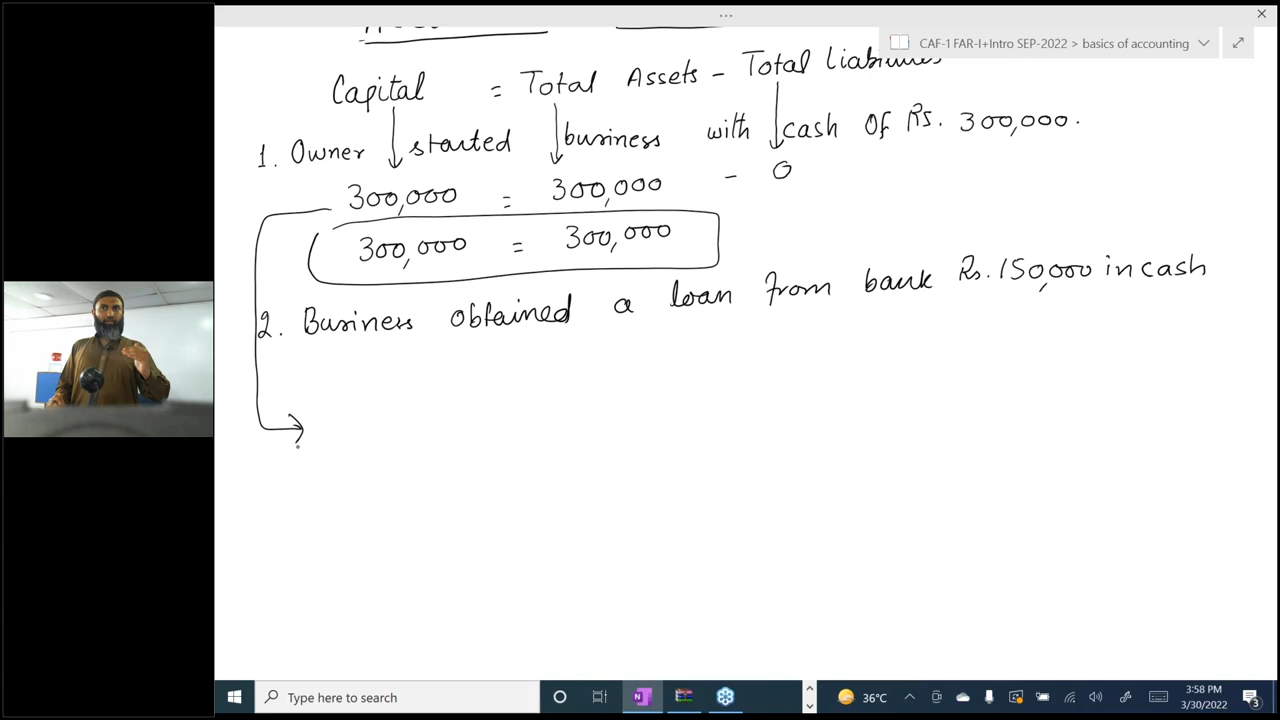 CAF-1 FAR-I+Intro SEP-2022 > basics of accounting
Capital = Total Assets - Total Liabilities
1. Owner started business with cash of Rs. 300,000.
300,000 = 300,000 - 0
300,000 = 300,000
2. Business obtained a loan from bank Rs. 150,000 in cash
Type here to search
36°C
3:58 PM
3/30/2022
3